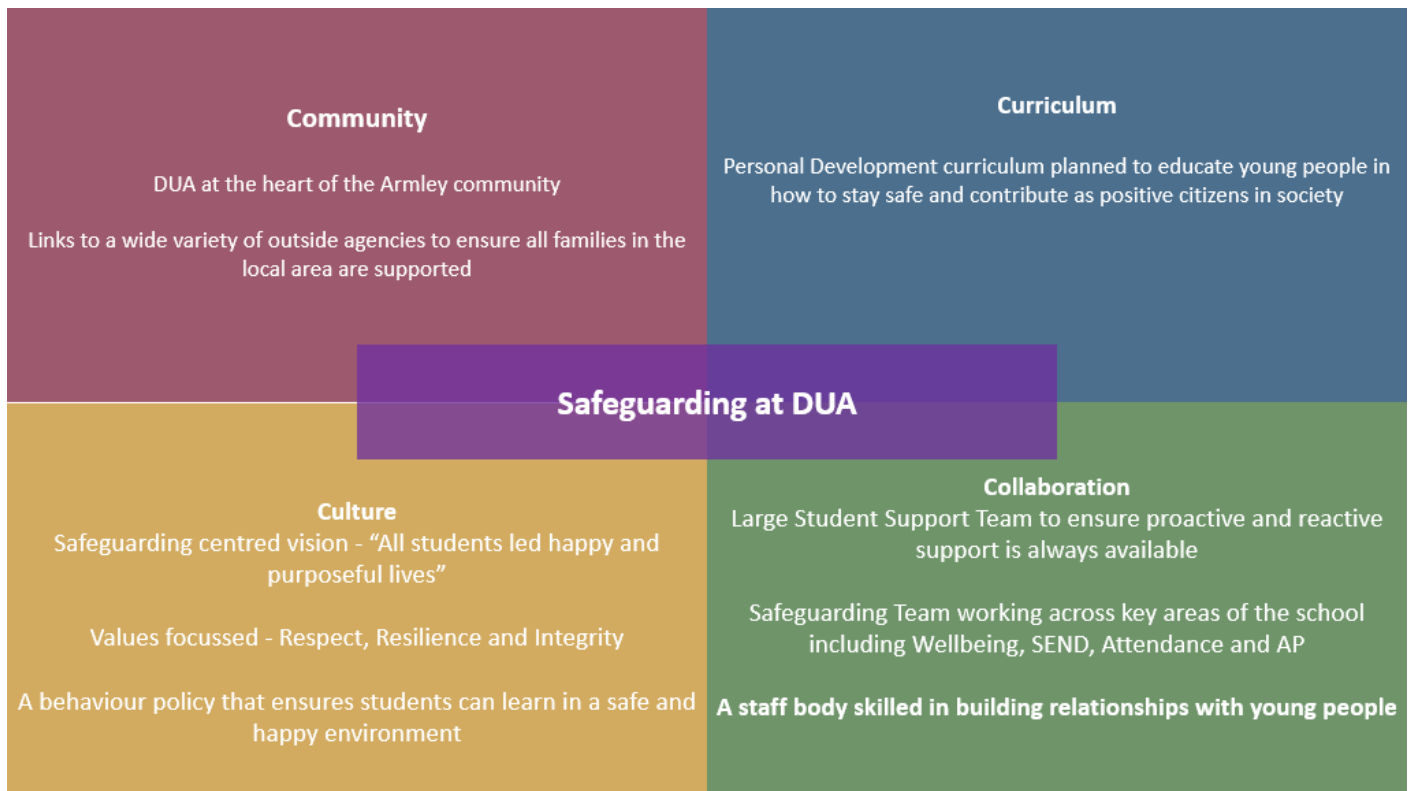 Community
DUA at the heart of the Armley community
Links to a wide variety of outside agencies to ensure all families in the
local area are supported
Curriculum
Personal Development curriculum planned to educate young people in
how to stay safe and contribute as positive citizens in society
Safeguarding at DUA
Culture
Safeguarding centred vision - “All students led happy and
purposeful lives”
Values focussed - Respect, Resilience and Integrity
A behaviour policy that ensures students can learn in a safe and
happy environment
Collaboration
Large Student Support Team to ensure proactive and reactive
support is always available
Safeguarding Team working across key areas of the school
including Wellbeing, SEND, Attendance and AP
A staff body skilled in building relationships with young people